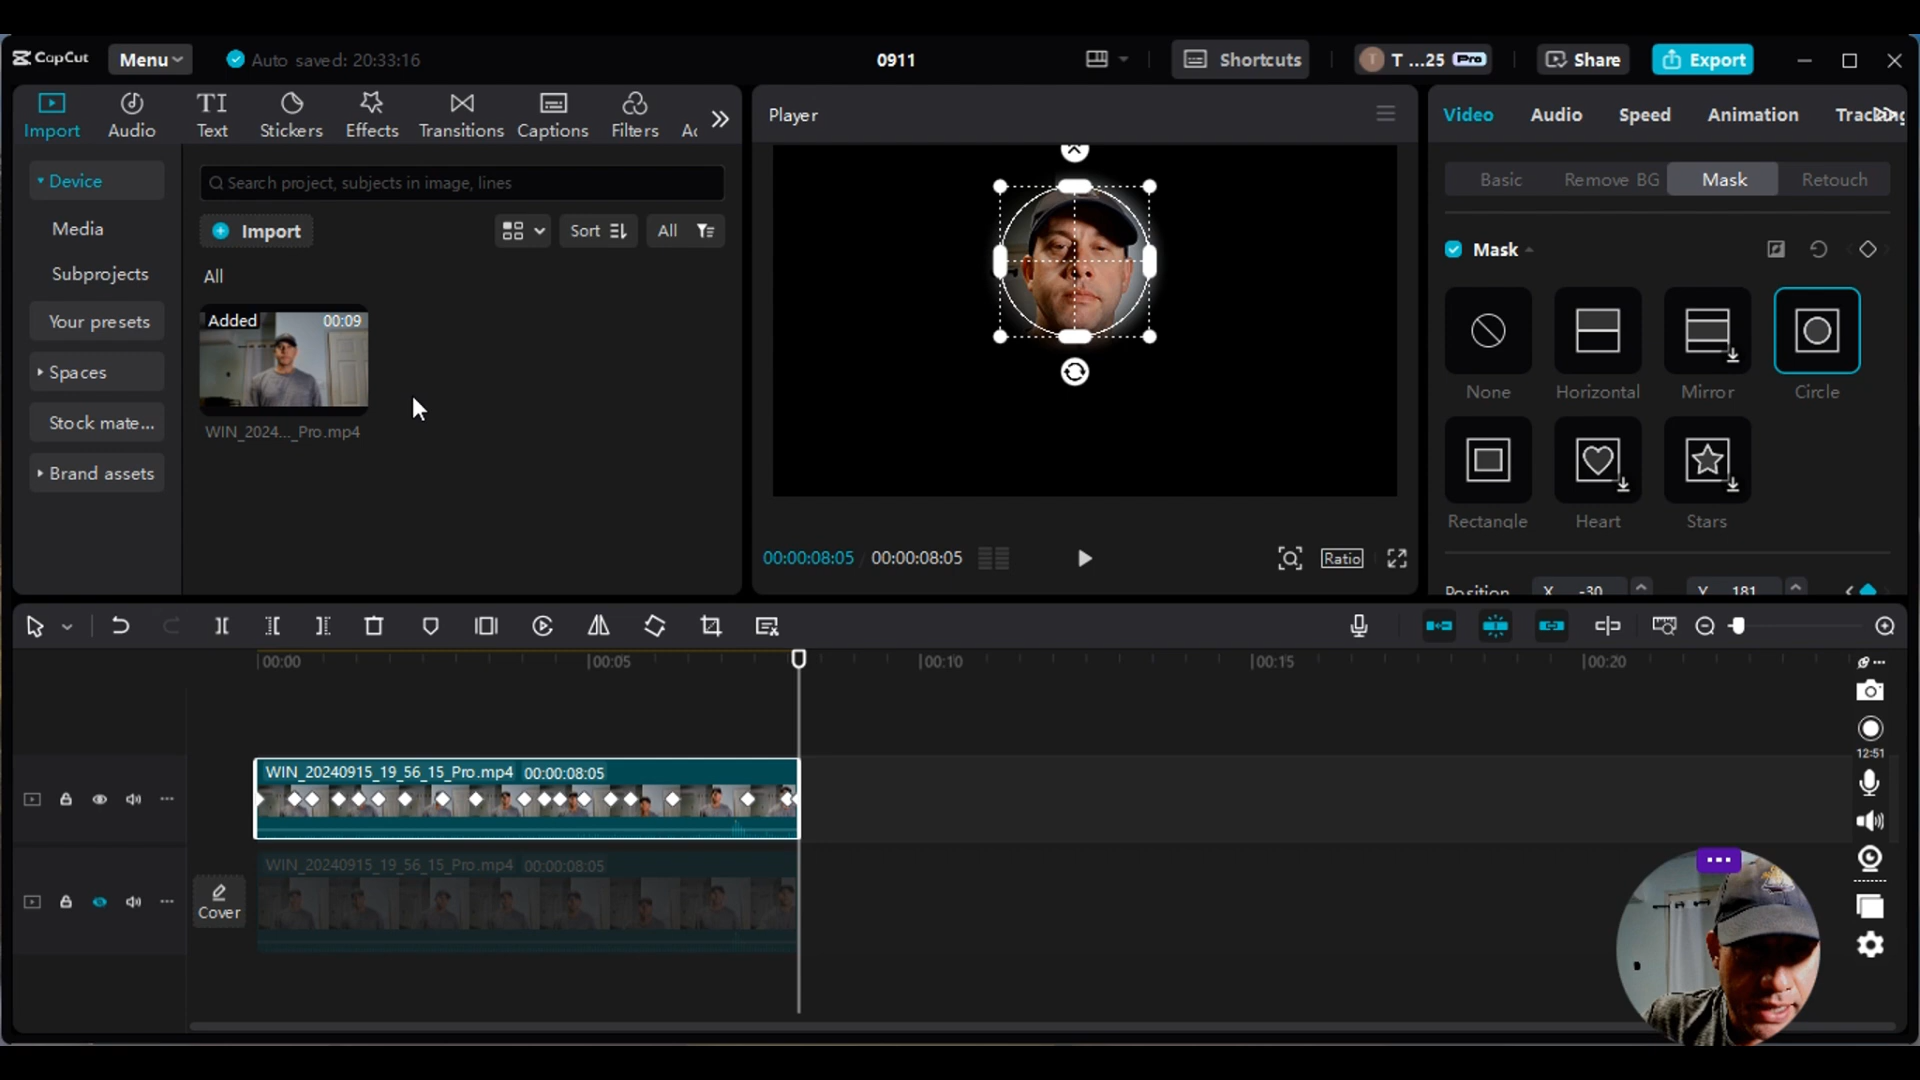 CapCut
Menu
Auto saved: 20:33:16
0911
Shortcuts
T ...25 Pro
Share
Export
Import
Audio
Text
Stickers
Effects
Transitions
Captions
Filters
Player
Video
Audio
Speed
Animation
Device
Media
Subprojects
Your presets
Spaces
Stock mate...
Brand assets
Search project, subjects in image, lines
Import
Sort
All
All
Added
00:09
WIN_2024..._Pro.mp4
Basic
Remove BG
Mask
Retouch
Mask
None
Horizontal
Mirror
Circle
Rectangle
Heart
Stars
Position X -30 Y 181
00:00:08:05 / 00:00:08:05
Ratio
00:00
00:05
00:10
00:15
00:20
WIN_20240915_19_56_15_Pro.mp4 00:00:08:05
WIN_20240915_19_56_15_Pro.mp4 00:00:08:05
Cover
12:51